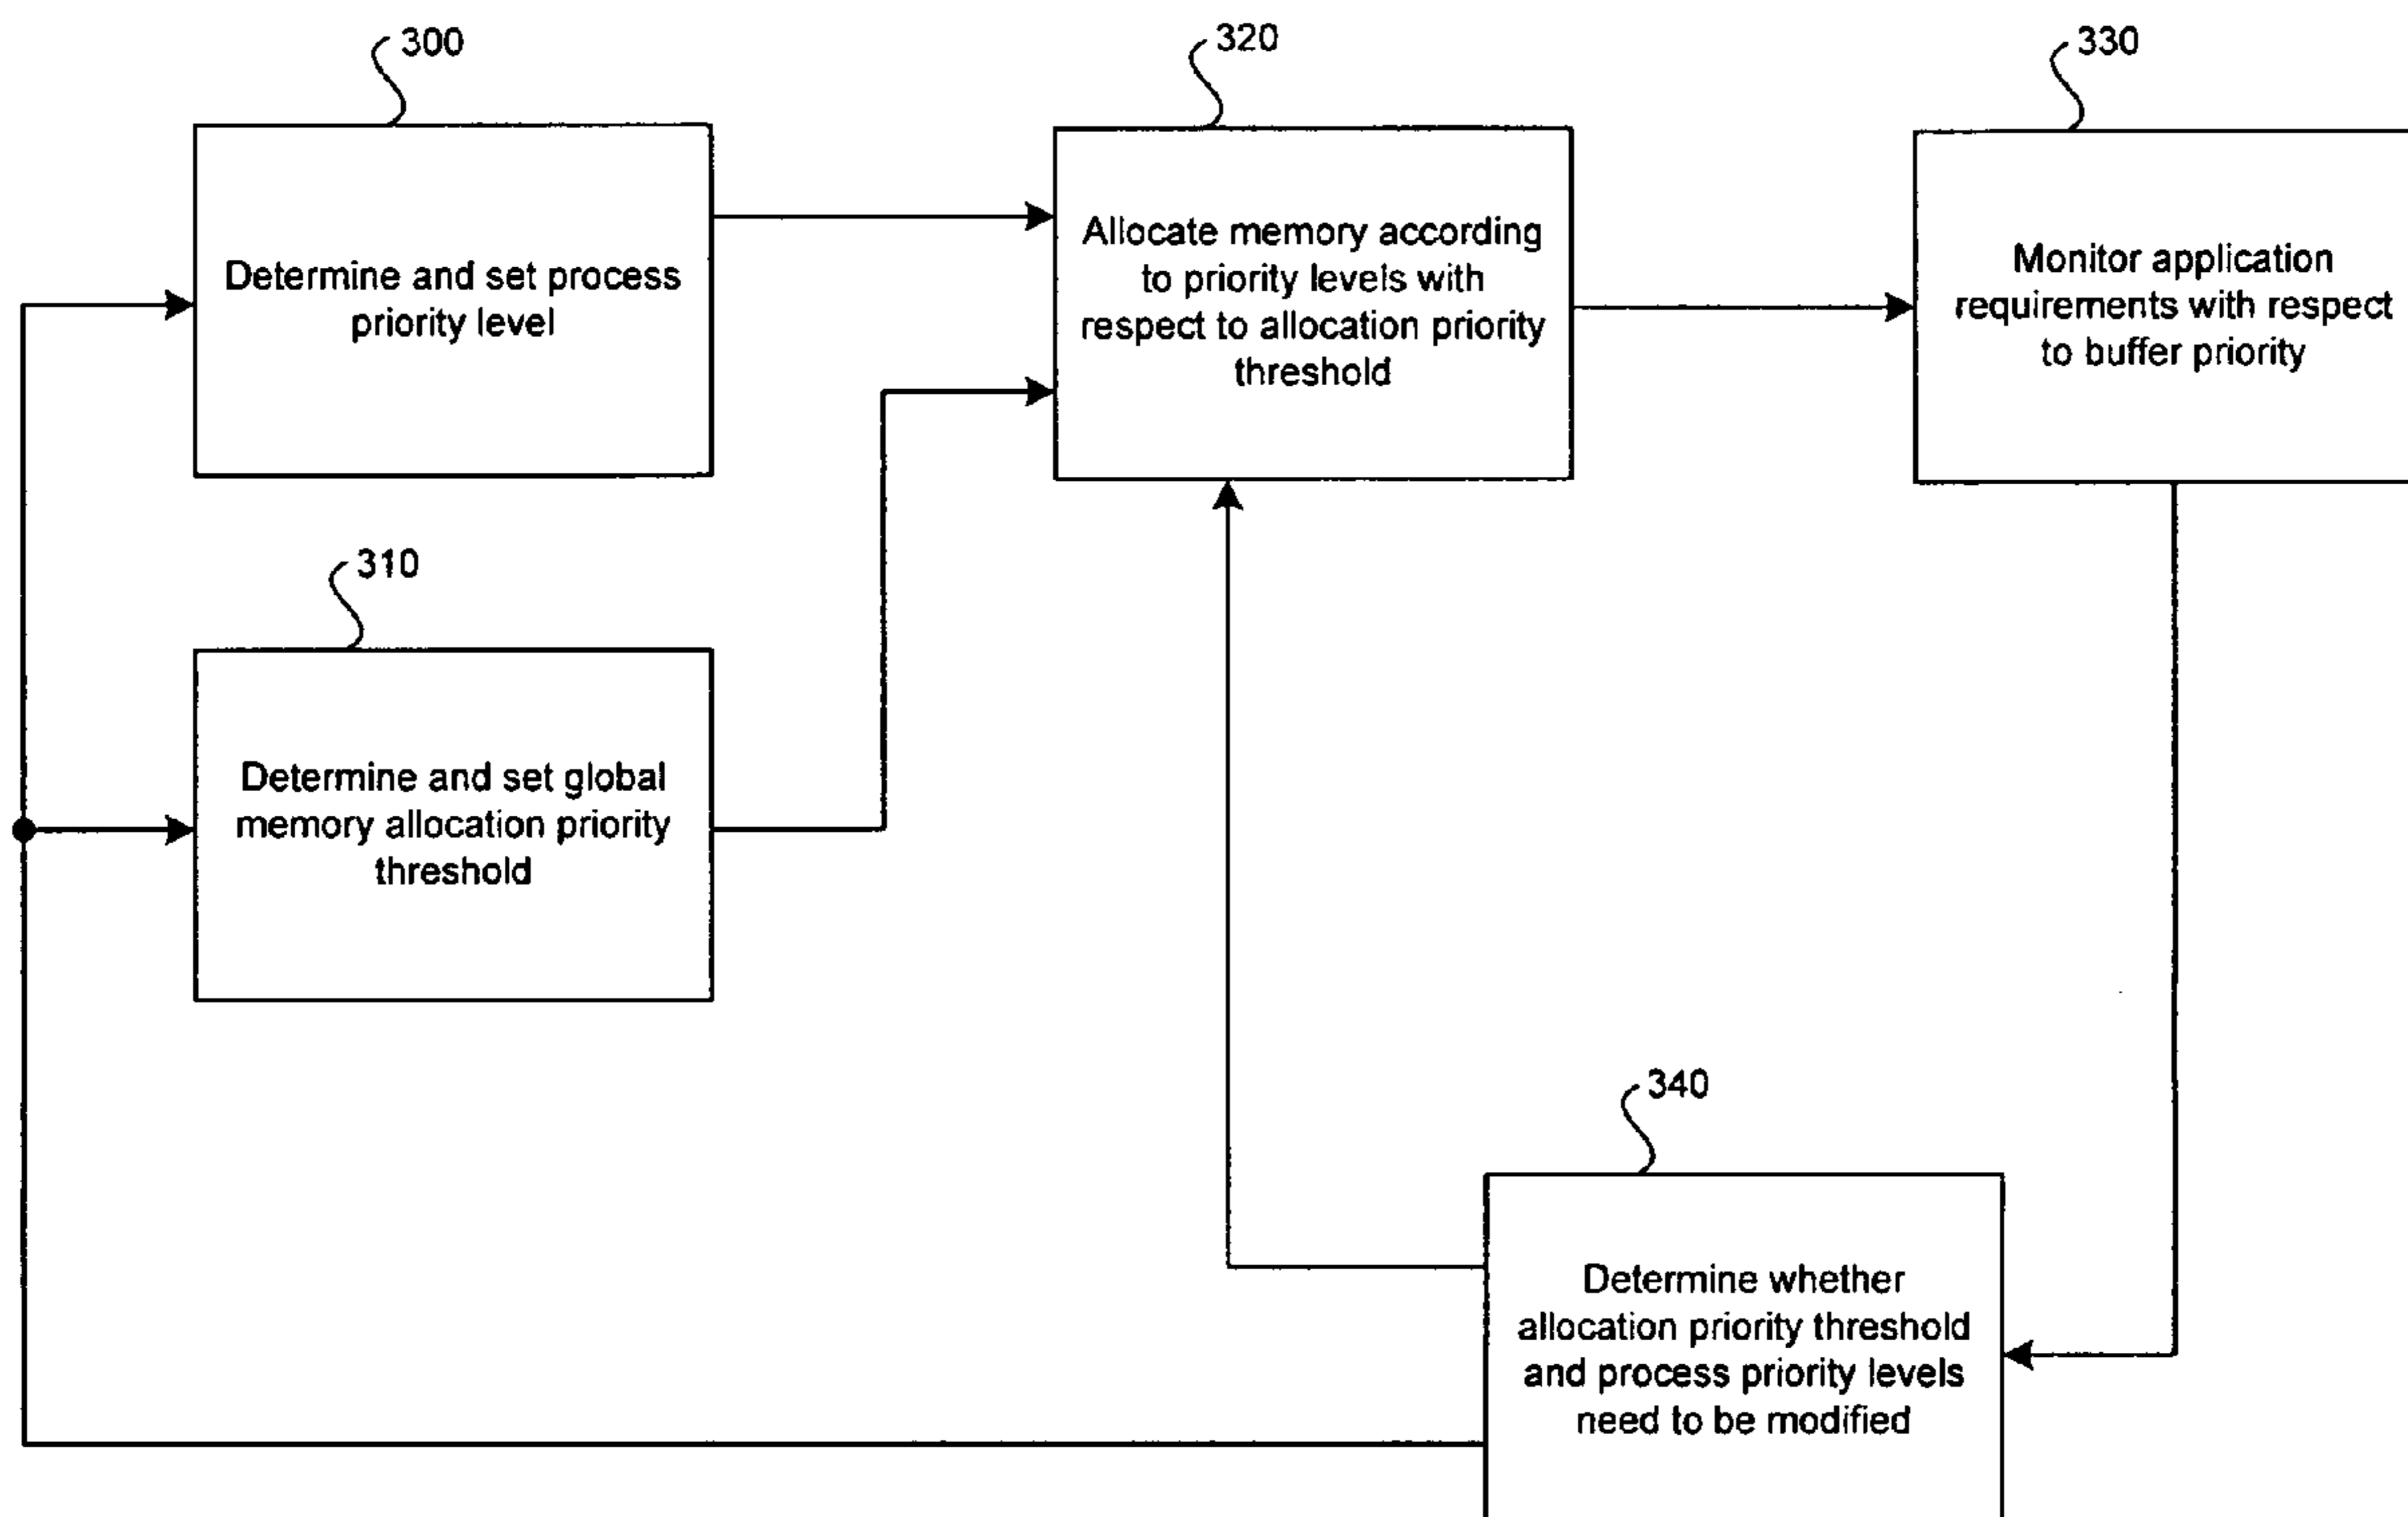 300
Determine and set process
priority level
310
Determine and set global
memory allocation priority
threshold
320
Allocate memory according
to priority levels with
respect to allocation priority
threshold
330
Monitor application
requirements with respect
to buffer priority
340
Determine whether
allocation priority threshold
and process priority levels
need to be modified